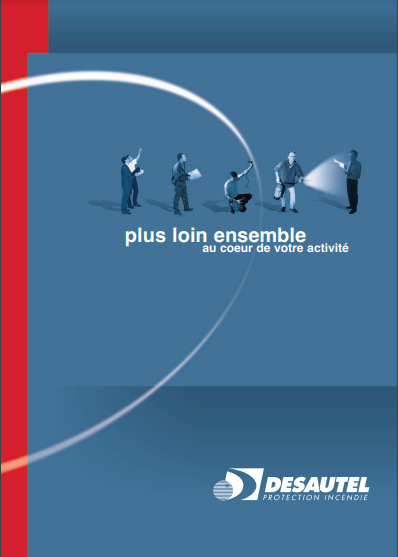 plus loin ensemble
au coeur de votre activité
DESAUTEL
PROTECTION INCENDIE